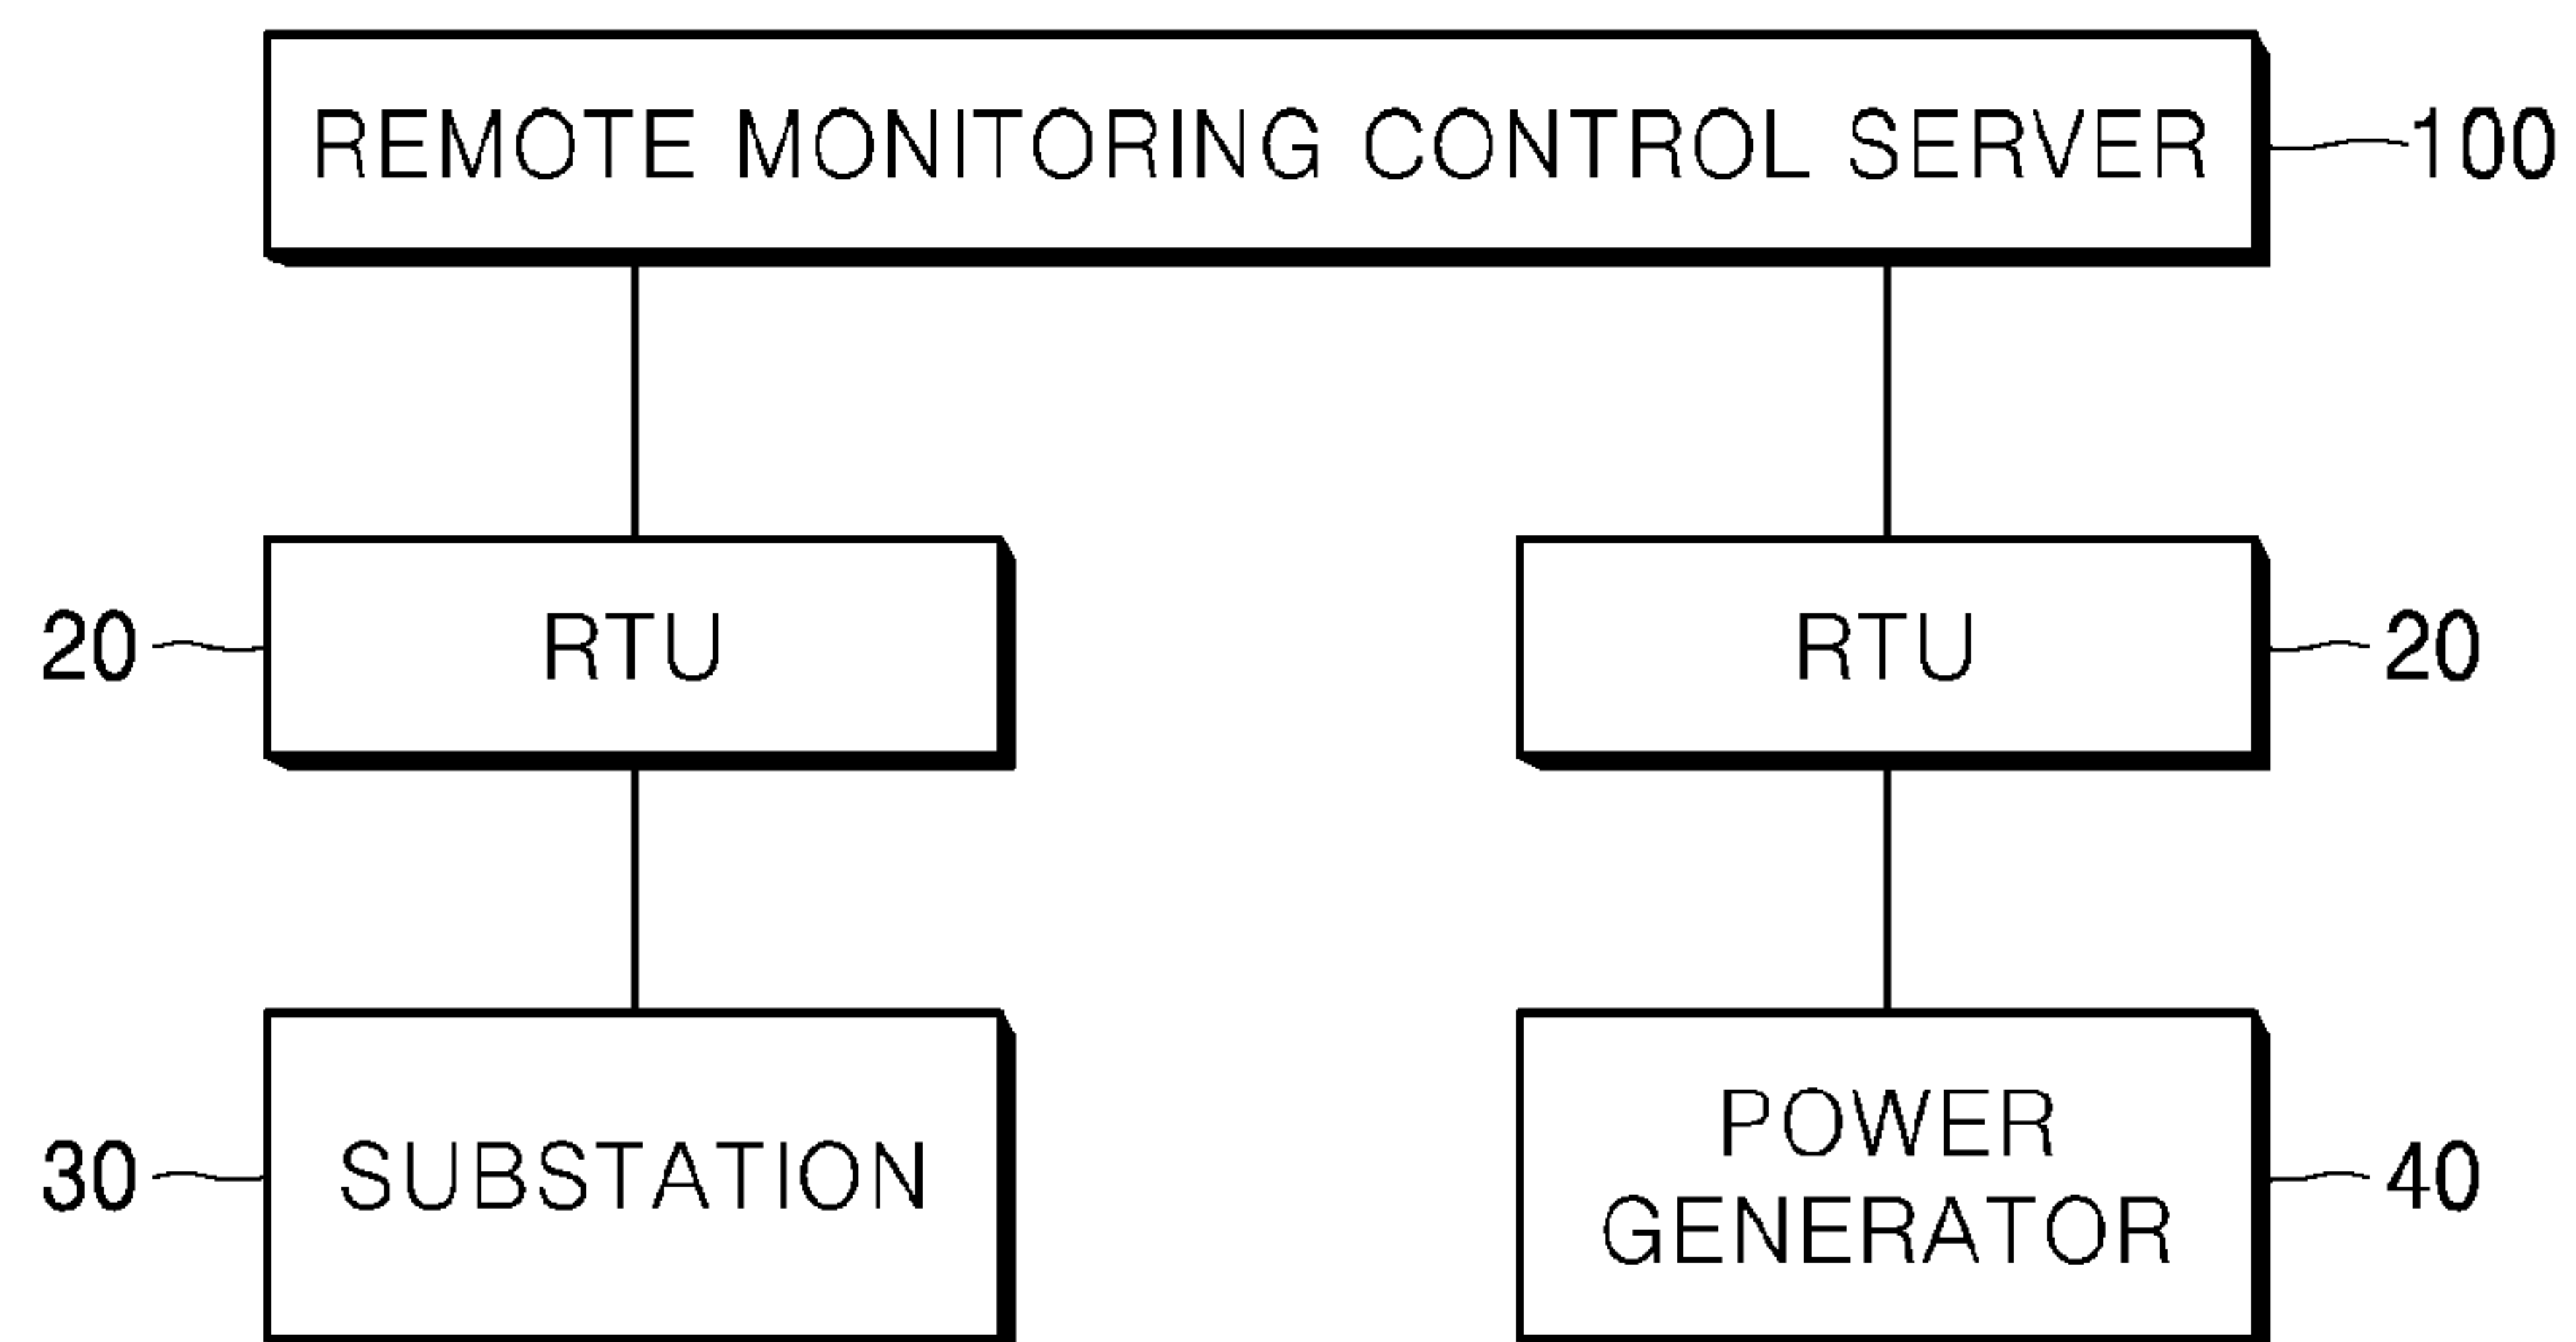 REMOTE MONITORING CONTROL SERVER 100
20 RTU RTU 20
30 SUBSTATION
POWER
GENERATOR 40